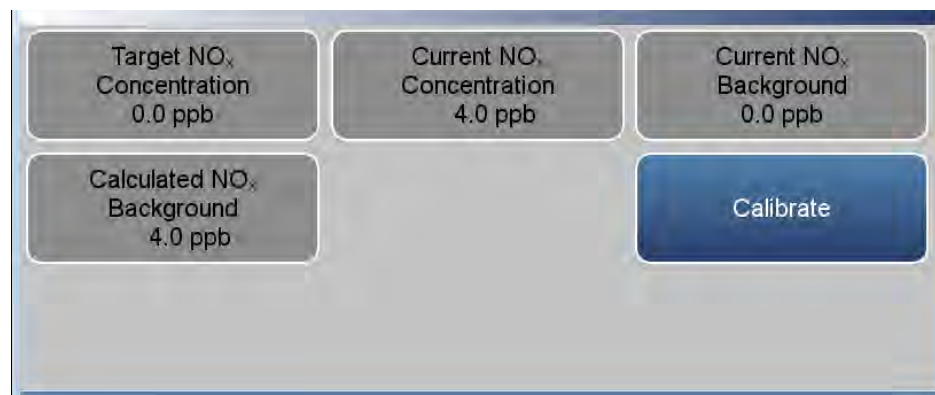 Target NOₓ
Concentration
0.0 ppb
Current NOₓ
Concentration
4.0 ppb
Current NOₓ
Background
0.0 ppb
Calculated NOₓ
Background
4.0 ppb
Calibrate